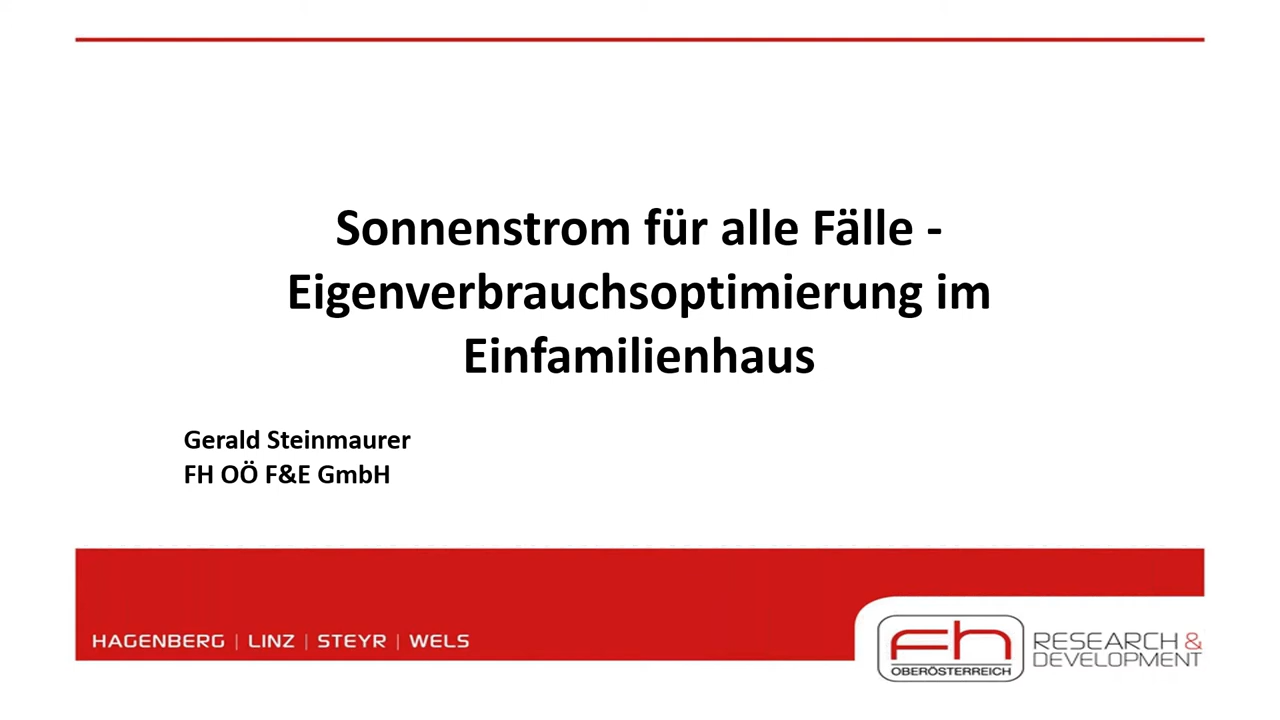 Sonnenstrom für alle Fälle -
Eigenverbrauchsoptimierung im
Einfamilienhaus
Gerald Steinmaurer
FH OÖ F&E GmbH
HAGENBERG | LINZ | STEYR | WELS
fh
OBERÖSTERREICH
RESEARCH &
DEVELOPMENT